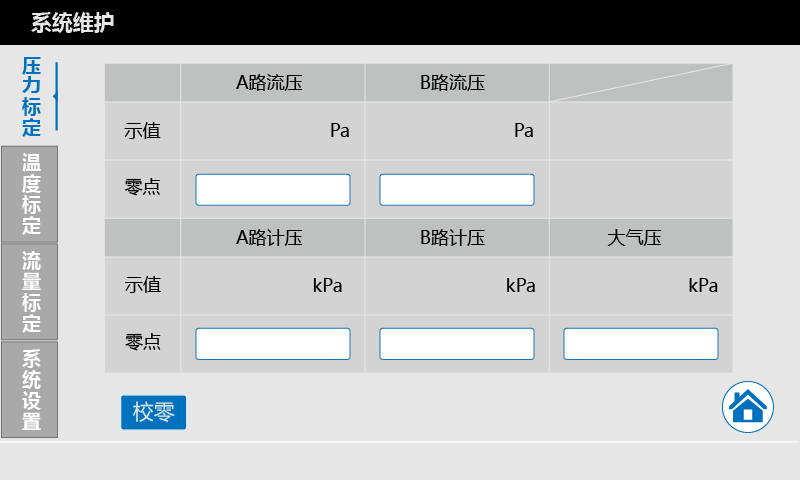 系统维护
压力标定
温度标定
流量标定
系统设置
A路流压 B路流压
示值 Pa Pa
零点
A路计压 B路计压 大气压
示值 kPa kPa kPa
零点
校零